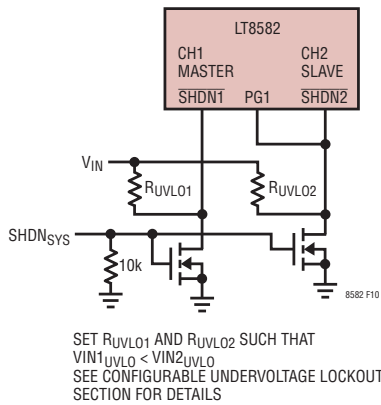 LT8582
CH1
MASTER
CH2
SLAVE
SHDN1 PG1 SHDN2
VIN
RUVLO1
RUVLO2
SHDNSYS
10k
8582 F10
SET RUVLO1 AND RUVLO2 SUCH THAT
VIN1UVLO < VIN2UVLO
SEE CONFIGURABLE UNDERVOLTAGE LOCKOUT
SECTION FOR DETAILS